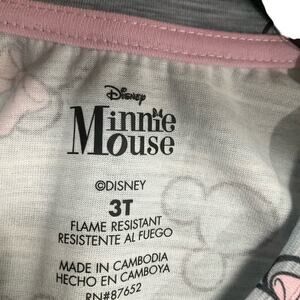 Disney
Minnie
Mouse
©DISNEY
3T
FLAME RESISTANT
RESISTENTE AL FUEGO
MADE IN CAMBODIA
HECHO EN CAMBOYA
RN#87652